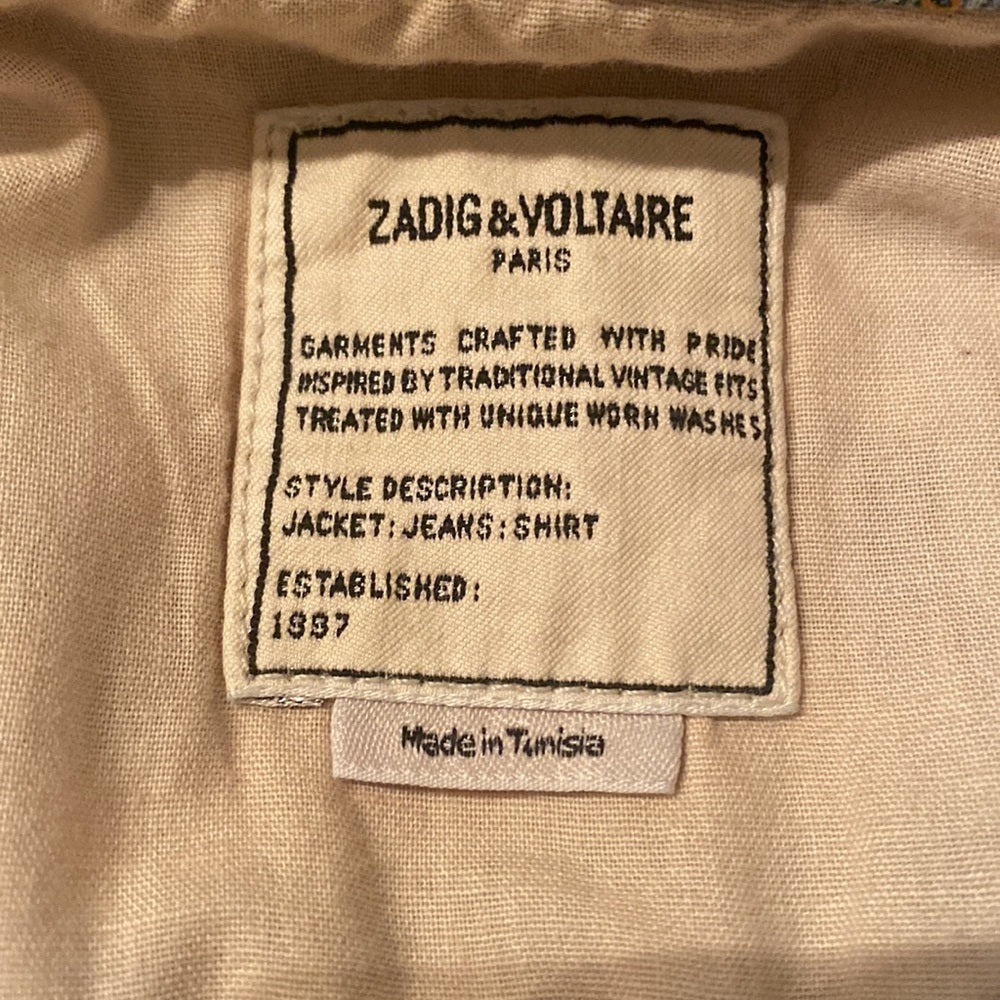 ZADIG&VOLTAIRE
PARIS
GARMENTS CRAFTED WITH PRIDE
INSPIRED BY TRADITIONAL VINTAGE FITS
TREATED WITH UNIQUE WORN WASHES
STYLE DESCRIPTION:
JACKET:JEANS:SHIRT
ESTABLISHED:
1997
Made in Tunisia